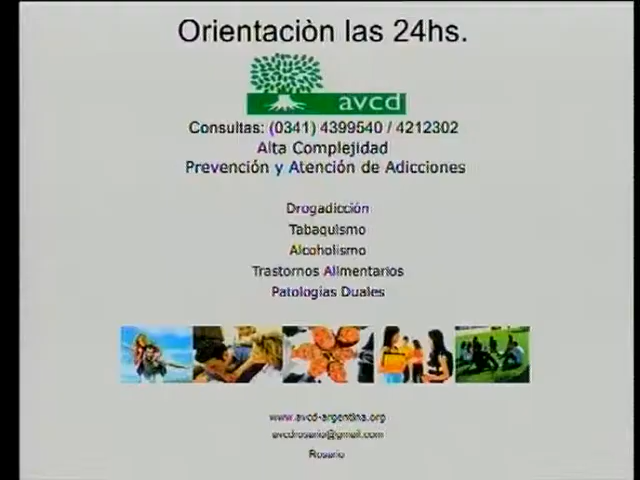 Orientaciòn las 24hs.
avcd
Consultas: (0341) 4399540 / 4212302
Alta Complejidad
Prevención y Atención de Adicciones
Drogadicción
Tabaquismo
Alcoholismo
Trastornos Alimentarios
Patologías Duales
www.avcd-argentina.org
avcdrosario@gmail.com
Rosario